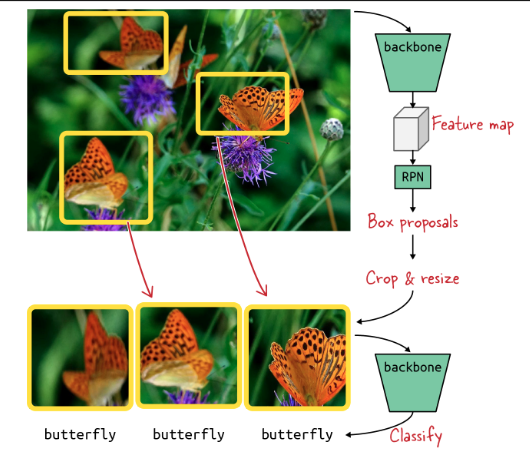 backbone
Feature map
RPN
Box proposals
Crop & resize
backbone
butterfly butterfly butterfly
Classify